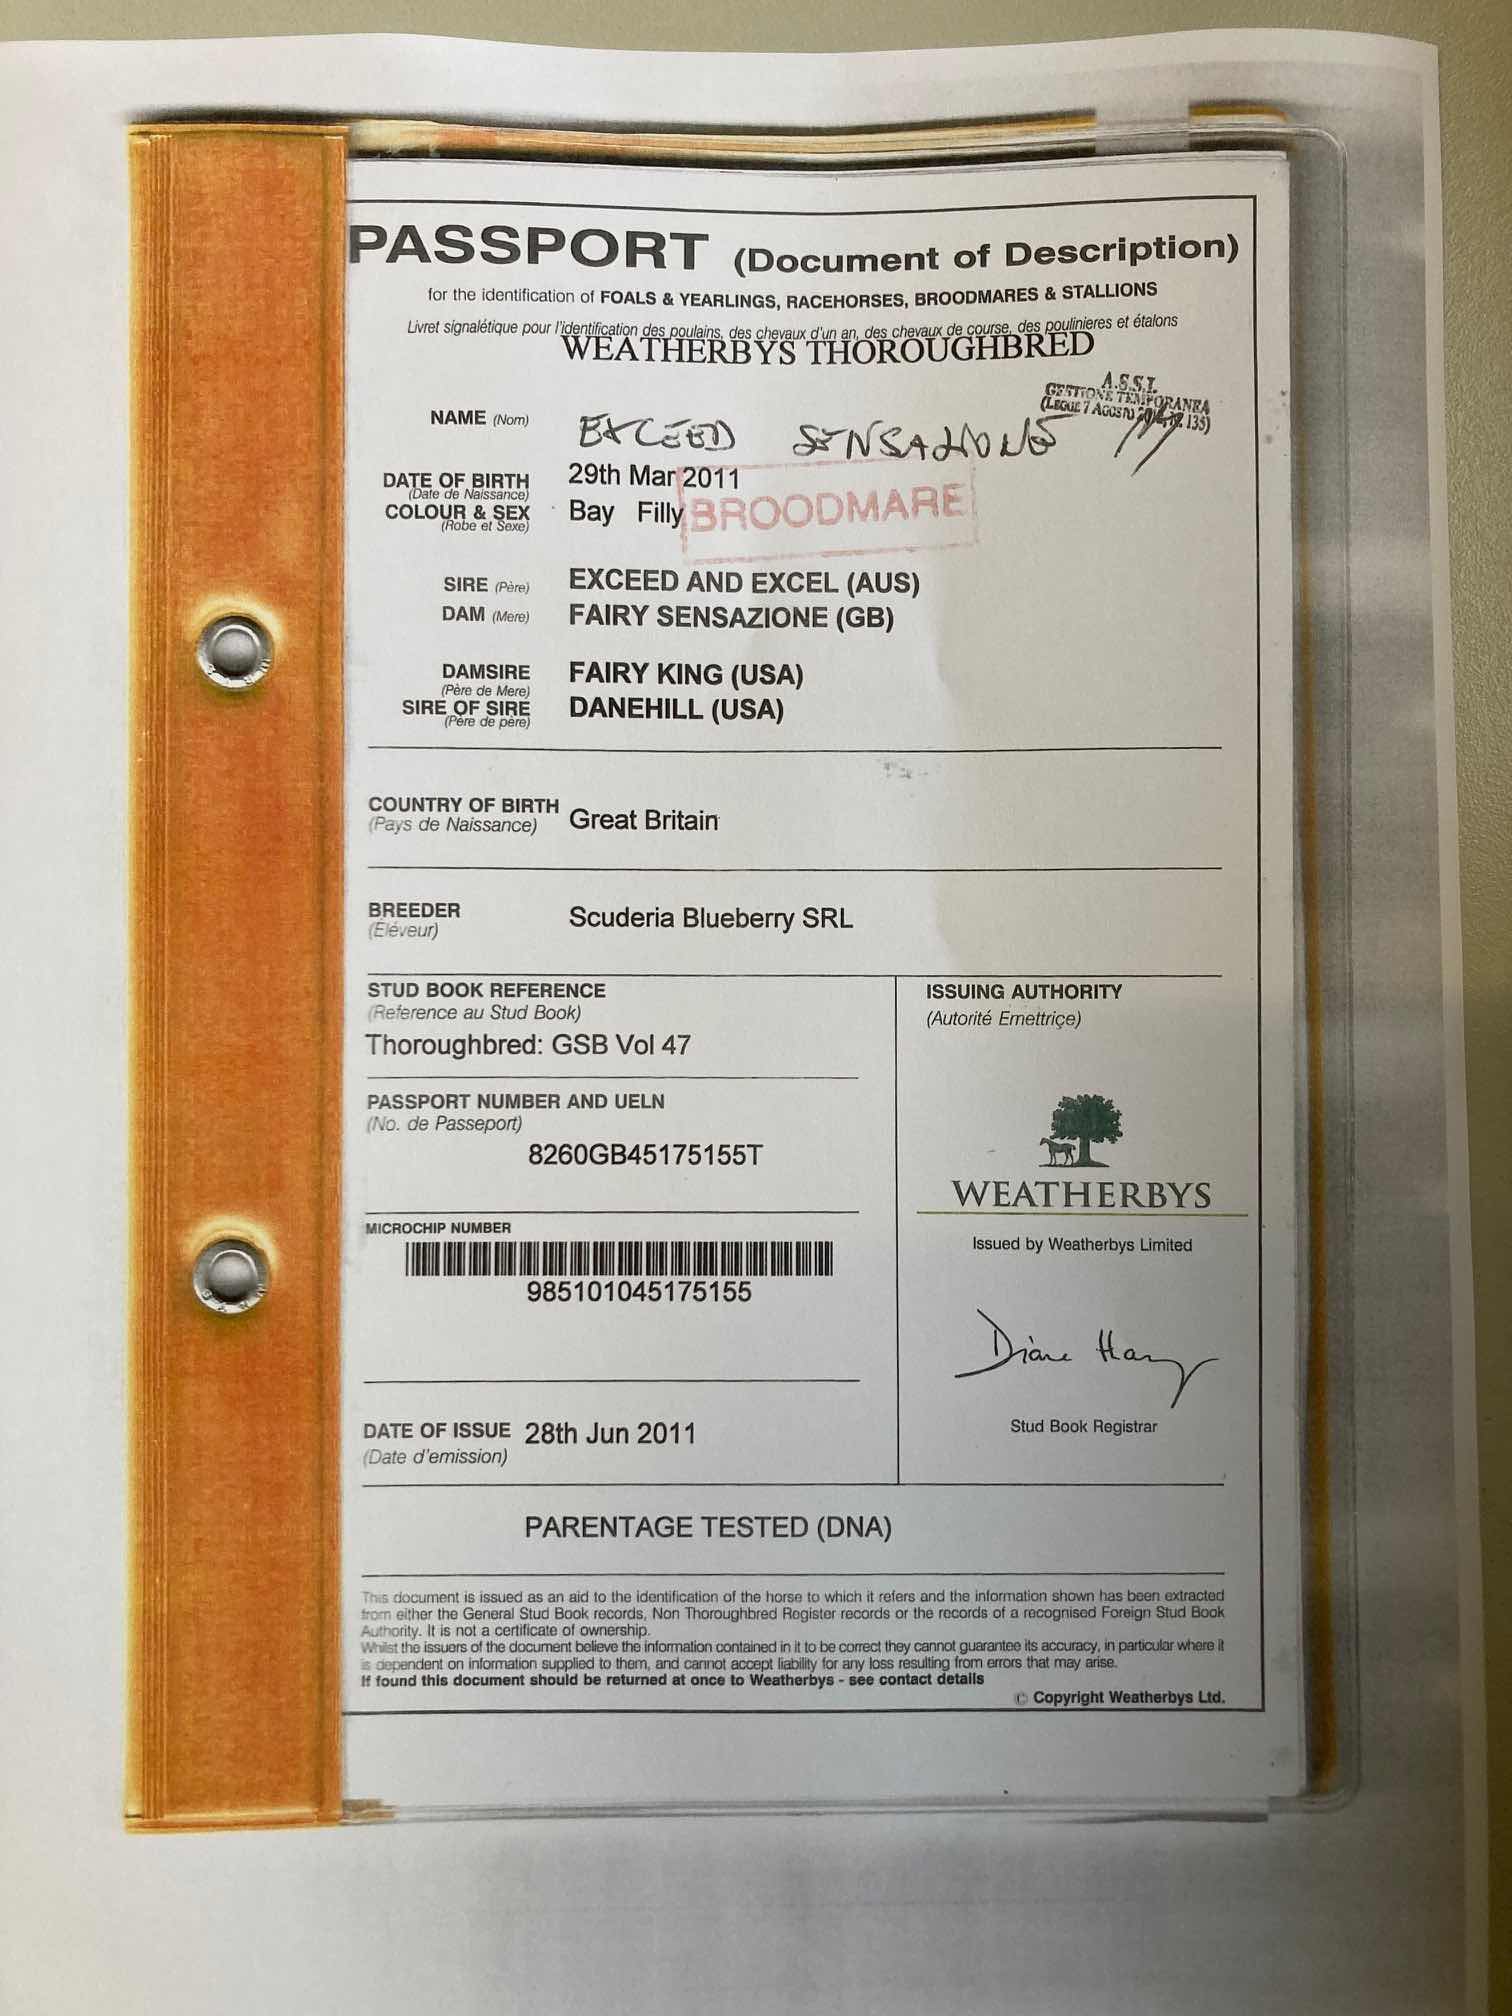 PASSPORT (Document of Description)
for the identification of FOALS & YEARLINGS, RACEHORSES, BROODMARES & STALLIONS
Livret signalétique pour l'identification des poulains, des chevaux d'un an, des chevaux de course, des poulinieres et étalons
WEATHERBYS THOROUGHBRED
A.S.S.I.
GESTIONE TEMPORANEA
(LEGGE 7 AGOSTO 135)
NAME (Nom) EXCEED SENSAZIONE
DATE OF BIRTH 29th Mar 2011
(Date de Naissance)
COLOUR & SEX Bay Filly BROODMARE
(Robe et Sexe)
SIRE (Père) EXCEED AND EXCEL (AUS)
DAM (Mere) FAIRY SENSAZIONE (GB)
DAMSIRE FAIRY KING (USA)
(Père de Mere)
SIRE OF SIRE DANEHILL (USA)
(Père de père)
COUNTRY OF BIRTH Great Britain
(Pays de Naissance)
BREEDER Scuderia Blueberry SRL
(Éléveur)
STUD BOOK REFERENCE
(Reference au Stud Book)
Thoroughbred: GSB Vol 47
PASSPORT NUMBER AND UELN
(No. de Passeport)
8260GB45175155T
MICROCHIP NUMBER
985101045175155
DATE OF ISSUE 28th Jun 2011
(Date d'emission)
ISSUING AUTHORITY
(Autorité Emettriçe)
WEATHERBYS
Issued by Weatherbys Limited
Stud Book Registrar
PARENTAGE TESTED (DNA)
This document is issued as an aid to the identification of the horse to which it refers and the information shown has been extracted
from either the General Stud Book records, Non Thoroughbred Register records or the records of a recognised Foreign Stud Book
Authority. It is not a certificate of ownership.
Whilst the issuers of the document believe the information contained in it to be correct they cannot guarantee its accuracy, in particular where it
is dependent on information supplied to them, and cannot accept liability for any loss resulting from errors that may arise.
If found this document should be returned at once to Weatherbys - see contact details
© Copyright Weatherbys Ltd.